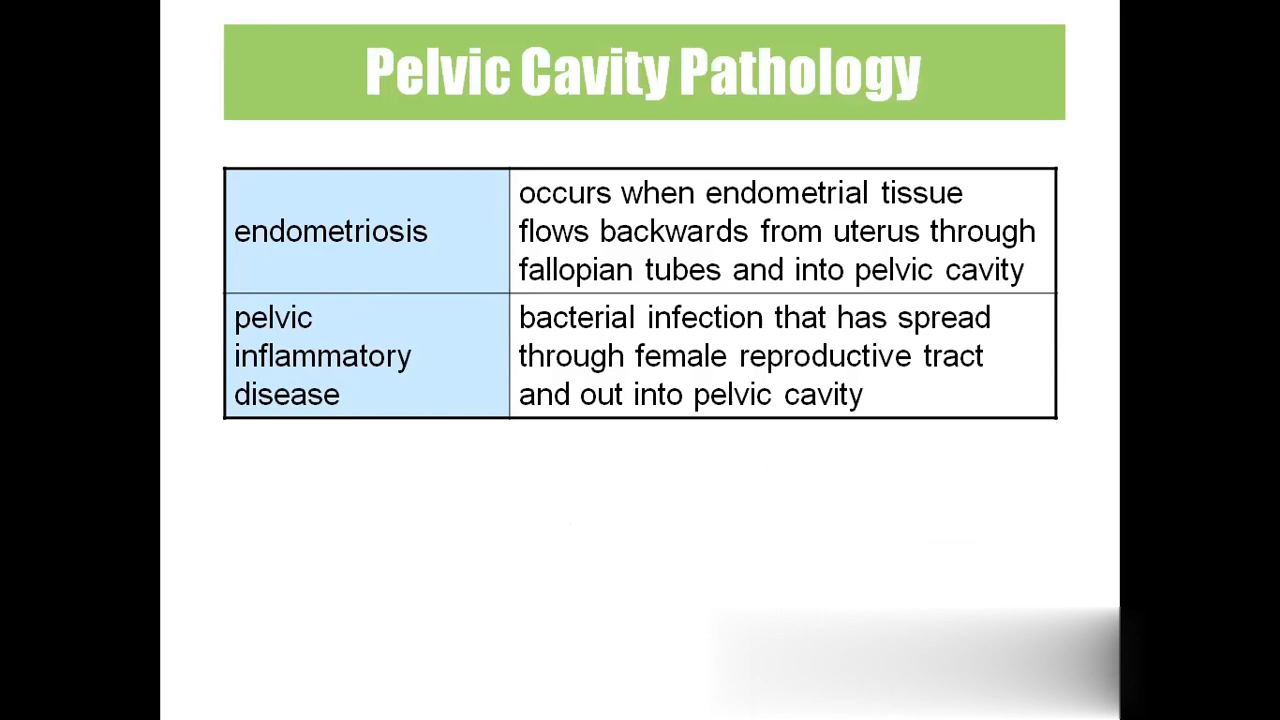 Pelvic Cavity Pathology
endometriosis
occurs when endometrial tissue
flows backwards from uterus through
fallopian tubes and into pelvic cavity
pelvic
inflammatory
disease
bacterial infection that has spread
through female reproductive tract
and out into pelvic cavity